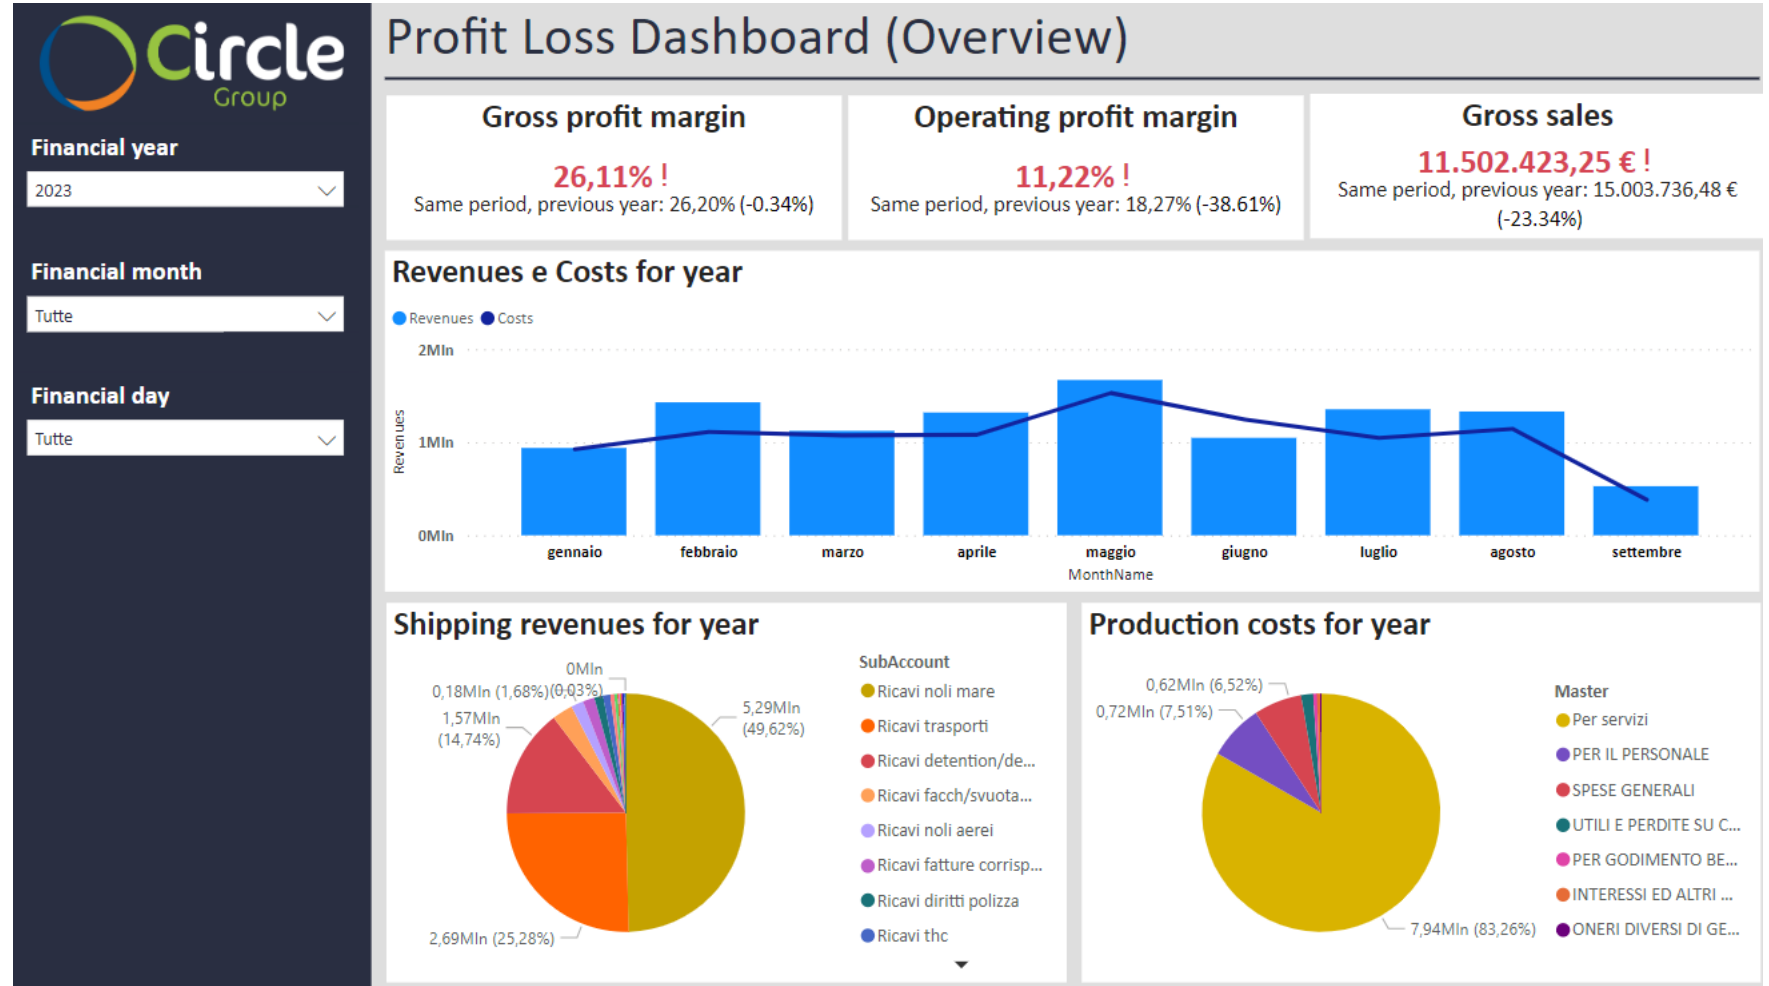 Circle
Group
Profit Loss Dashboard (Overview)
Financial year
2023
Financial month
Tutte
Financial day
Tutte
Gross profit margin
26,11% !
Same period, previous year: 26,20% (-0.34%)
Operating profit margin
11,22% !
Same period, previous year: 18,27% (-38.61%)
Gross sales
11.502.423,25 € !
Same period, previous year: 15.003.736,48 €
(-23.34%)
Revenues e Costs for year
Revenues Costs
2Mln
1Mln
0Mln
Revenues
gennaio febbraio marzo aprile maggio giugno luglio agosto settembre
MonthName
Shipping revenues for year
0Mln
(0,03%)
0,18Mln (1,68%)
1,57Mln
(14,74%)
5,29Mln
(49,62%)
2,69Mln (25,28%)
SubAccount
Ricavi noli mare
Ricavi trasporti
Ricavi detention/de...
Ricavi facch/svuota...
Ricavi noli aerei
Ricavi fatture corrisp...
Ricavi diritti polizza
Ricavi thc
Production costs for year
0,62Mln (6,52%)
0,72Mln (7,51%)
7,94Mln (83,26%)
Master
Per servizi
PER IL PERSONALE
SPESE GENERALI
UTILI E PERDITE SU C...
PER GODIMENTO BE...
INTERESSI ED ALTRI ...
ONERI DIVERSI DI GE...